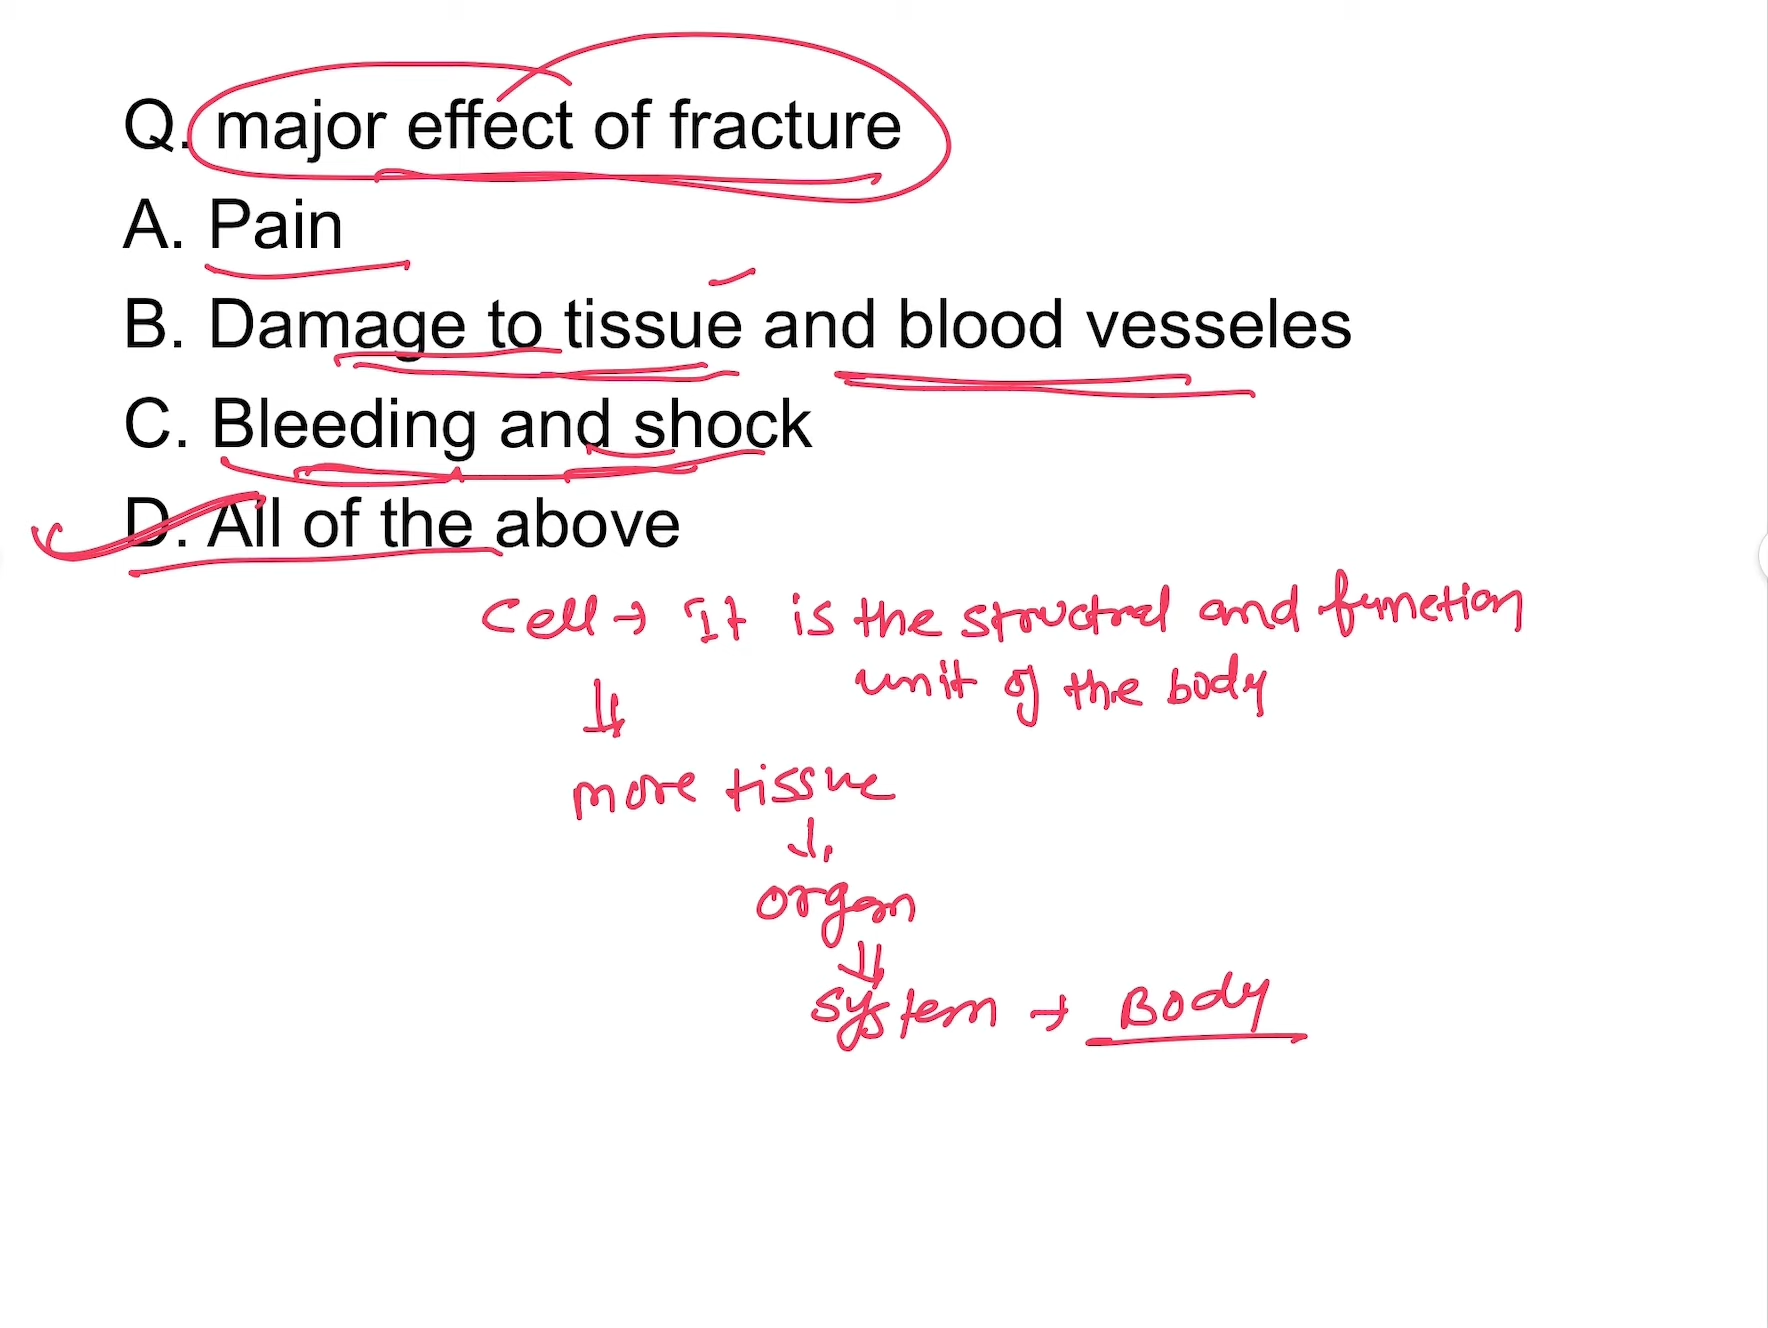 Q. major effect of fracture
A. Pain
B. Damage to tissue and blood vesseles
C. Bleeding and shock
D. All of the above
Cell → It is the structral and function
unit of the body
more tissue
organ
system → Body